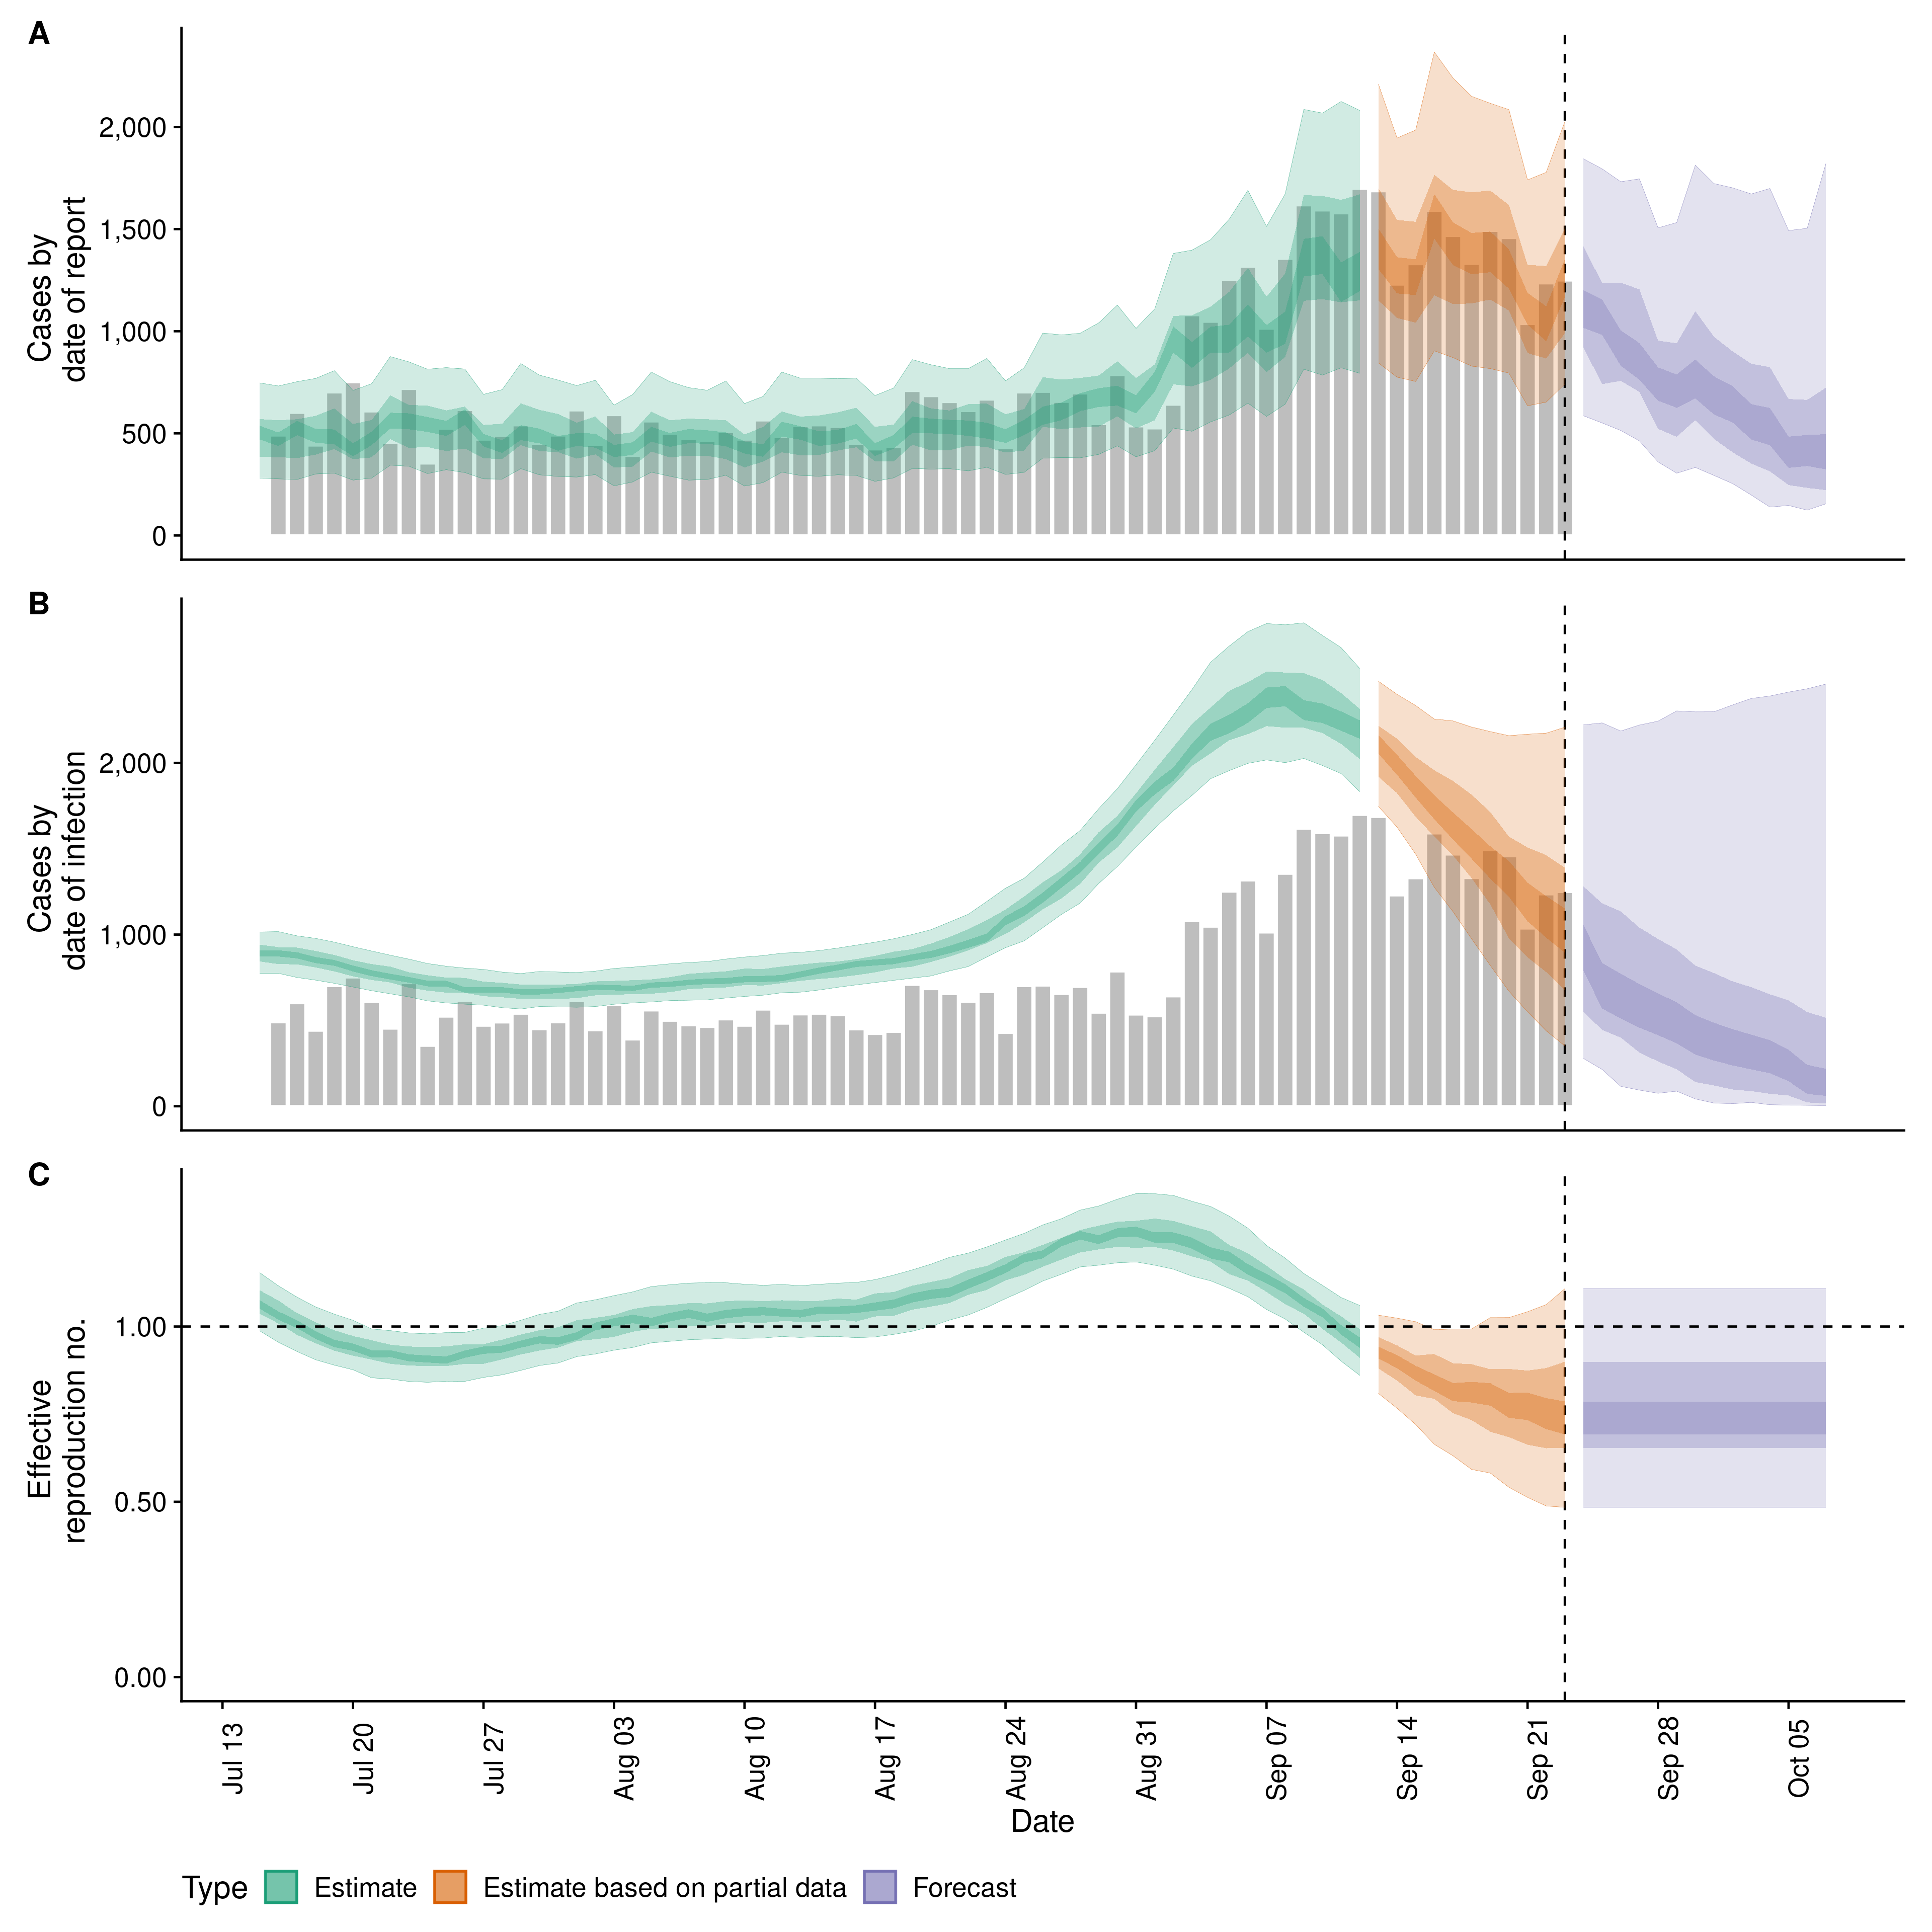 A
Cases by
date of report
2,000
1,500
1,000
500
0
B
Cases by
date of infection
2,000
1,000
0
C
Effective
reproduction no.
1.00
0.50
0.00
Jul 13
Jul 20
Jul 27
Aug 03
Aug 10
Aug 17
Aug 24
Aug 31
Sep 07
Sep 14
Sep 21
Sep 28
Oct 05
Date
Type Estimate Estimate based on partial data Forecast